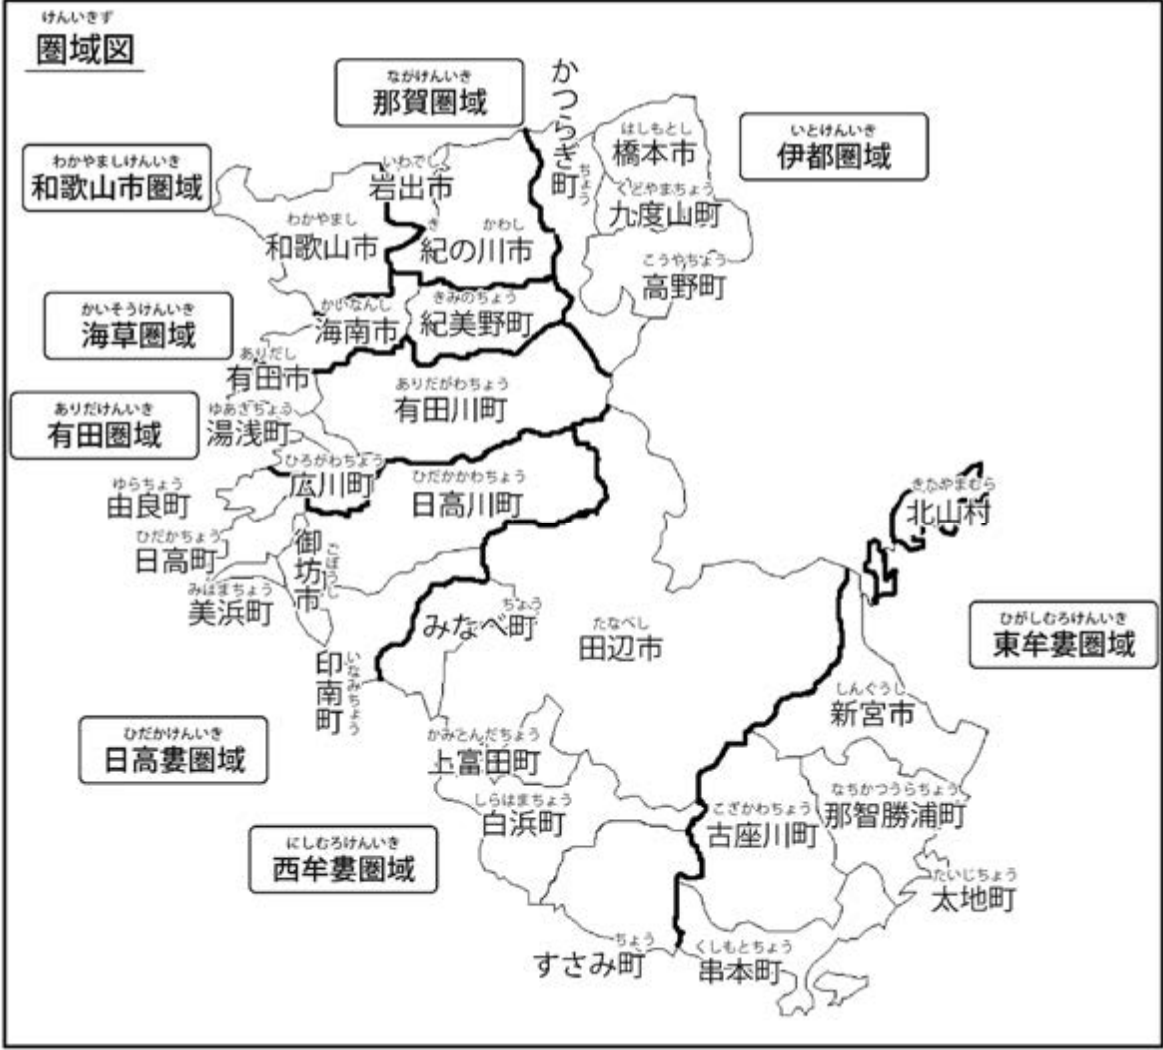 けんいきず
圏域図
ながけんいき
那賀圏域
かつらぎ町
ちょう
はしもとし
橋本市
いとけんいき
伊都圏域
わかやましけんいき
和歌山市圏域
いわでし
岩出市
くどやまちょう
九度山町
わかやまし
和歌山市
き かわし
紀の川市
こうやちょう
高野町
かいそうけんいき
海草圏域
かいなんし
海南市
きみのちょう
紀美野町
ありだし
有田市
ありだがわちょう
有田川町
ありだけんいき
有田圏域
ゆあさちょう
湯浅町
ひろがわちょう
広川町
ひだかかわちょう
日高川町
ゆらちょう
由良町
きたやまむら
北山村
ひだかちょう
日高町
御坊市
ごぼうし
みはまちょう
美浜町
ちょう
みなべ町
たなべし
田辺市
ひがしむろけんいき
東牟婁圏域
印南町
いなみちょう
しんぐうし
新宮市
ひだかけんいき
日高婁圏域
かみとんだちょう
上富田町
しらはまちょう
白浜町
こざかわちょう
古座川町
なちかつうらちょう
那智勝浦町
にしむろけんいき
西牟婁圏域
たいじちょう
太地町
ちょう
すさみ町
くしもとちょう
串本町